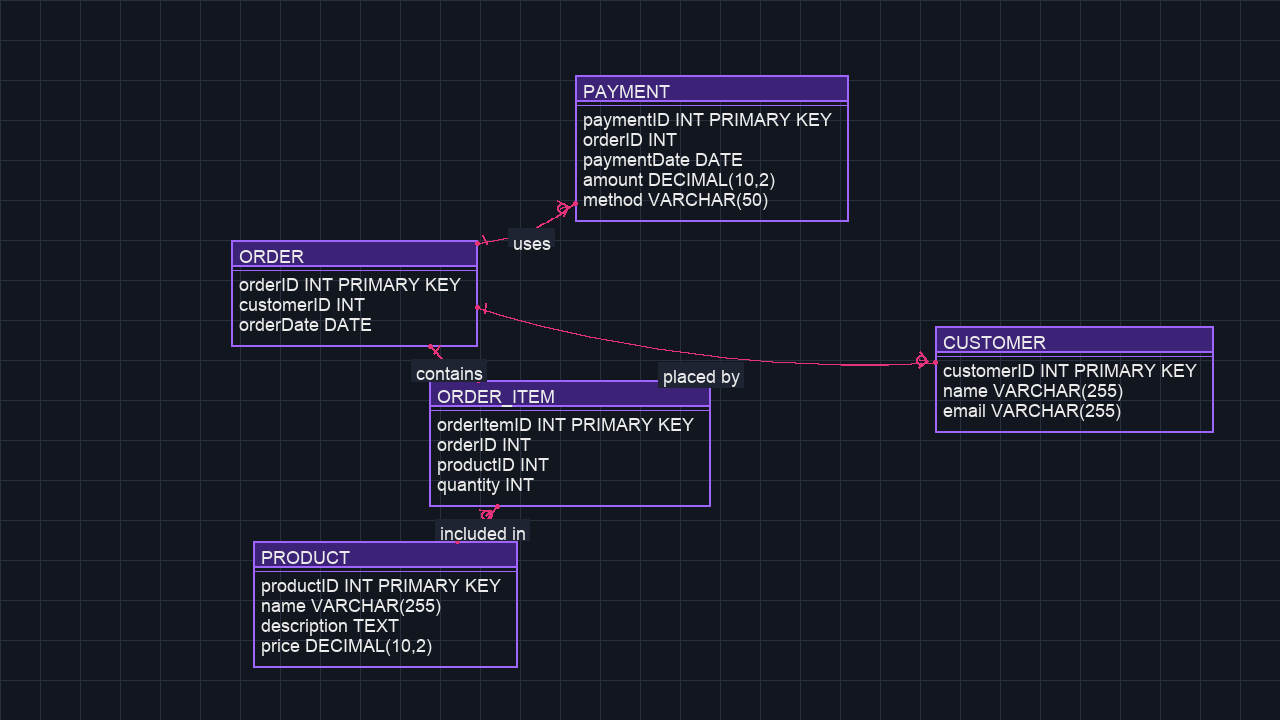 PAYMENT
paymentID INT PRIMARY KEY
orderID INT
paymentDate DATE
amount DECIMAL(10,2)
method VARCHAR(50)
uses
ORDER
orderID INT PRIMARY KEY
customerID INT
orderDate DATE
contains
placed by
CUSTOMER
customerID INT PRIMARY KEY
name VARCHAR(255)
email VARCHAR(255)
ORDER_ITEM
orderItemID INT PRIMARY KEY
orderID INT
productID INT
quantity INT
included in
PRODUCT
productID INT PRIMARY KEY
name VARCHAR(255)
description TEXT
price DECIMAL(10,2)